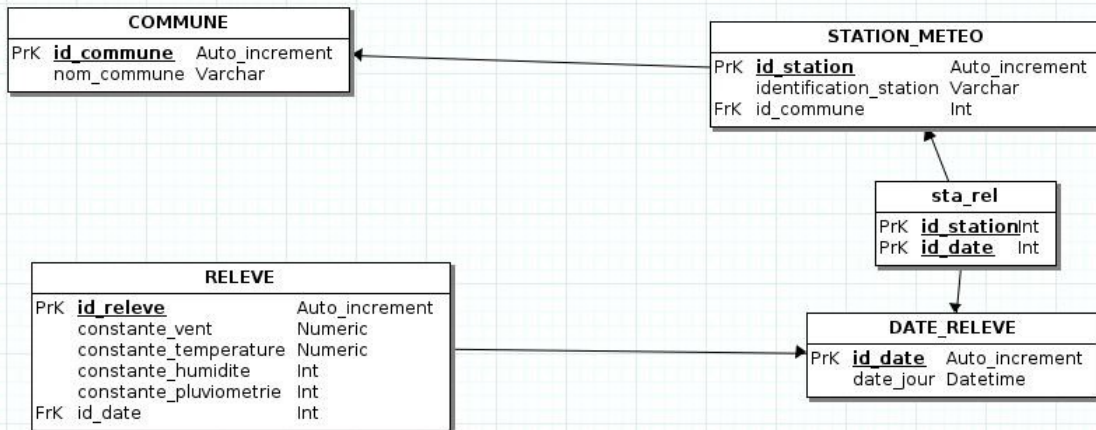 COMMUNE
PrK id_commune Auto_increment
nom_commune Varchar
STATION_METEO
PrK id_station Auto_increment
identification_station Varchar
FrK id_commune Int
sta_rel
PrK id_station Int
PrK id_date Int
RELEVE
PrK id_releve Auto_increment
constante_vent Numeric
constante_temperature Numeric
constante_humidite Int
constante_pluviometrie Int
FrK id_date Int
DATE_RELEVE
PrK id_date Auto_increment
date_jour Datetime